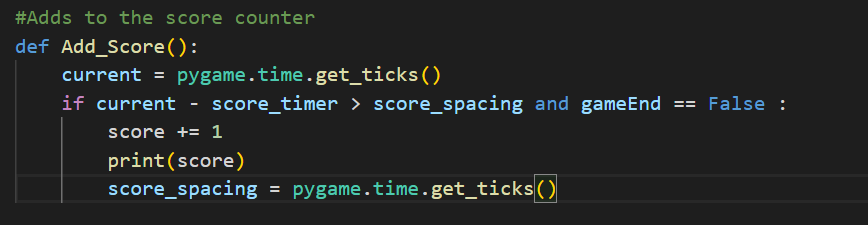 #Adds to the score counter
def Add_Score():
    current = pygame.time.get_ticks()
    if current - score_timer > score_spacing and gameEnd == False :
        score += 1
        print(score)
        score_spacing = pygame.time.get_ticks()